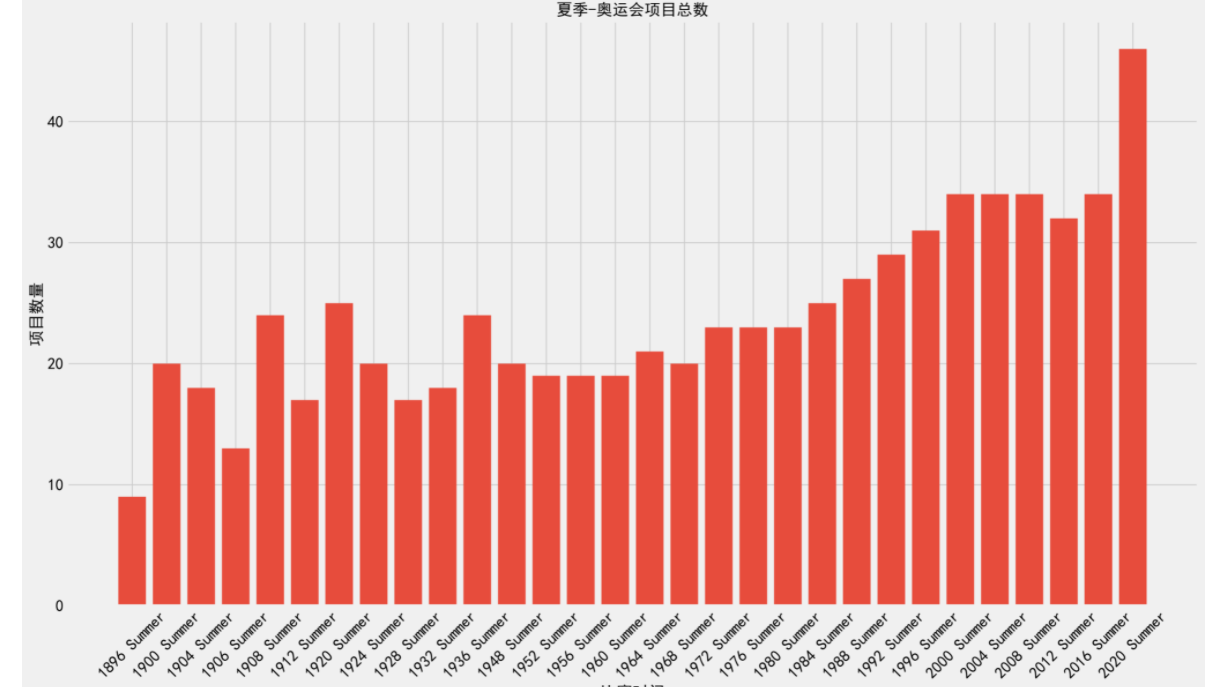 夏季-奥运会项目总数
项目数量
40
30
20
10
0
1896 Summer
1900 Summer
1904 Summer
1906 Summer
1908 Summer
1912 Summer
1920 Summer
1924 Summer
1928 Summer
1932 Summer
1936 Summer
1948 Summer
1952 Summer
1956 Summer
1960 Summer
1964 Summer
1968 Summer
1972 Summer
1976 Summer
1980 Summer
1984 Summer
1988 Summer
1992 Summer
1996 Summer
2000 Summer
2004 Summer
2008 Summer
2012 Summer
2016 Summer
2020 Summer